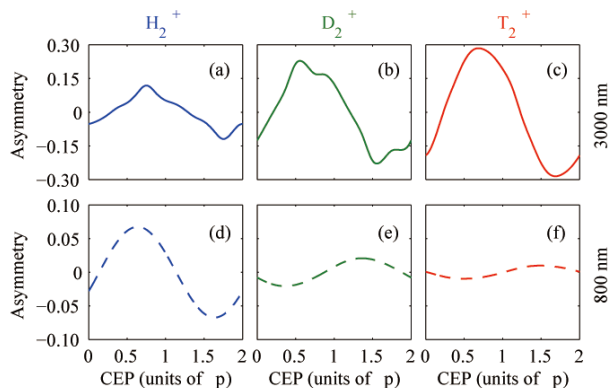 H2+ D2+ T2+
0.30 (a) (b) (c)
0.15
0
−0.15
−0.30
Asymmetry
3000 nm
0.10 (d) (e) (f)
0.05
0
−0.05
−0.10
Asymmetry
800 nm
0 0.5 1 1.5 2 0 0.5 1 1.5 2 0 0.5 1 1.5 2
CEP (units of p) CEP (units of p) CEP (units of p)